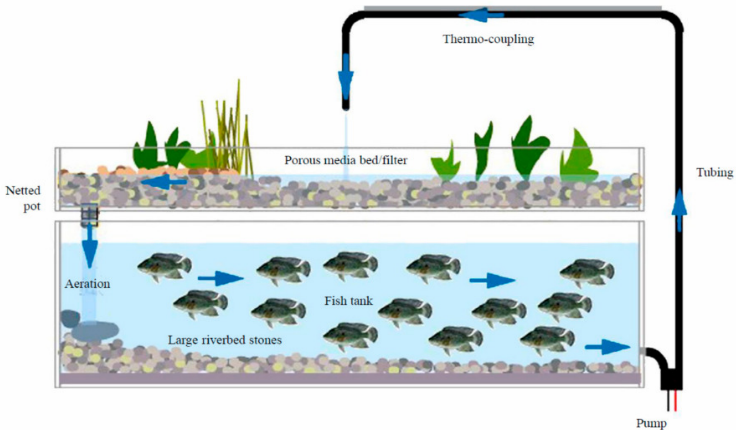 Thermo-coupling
Porous media bed/filter
Tubing
Netted
pot
Aeration
Fish tank
Large riverbed stones
Pump